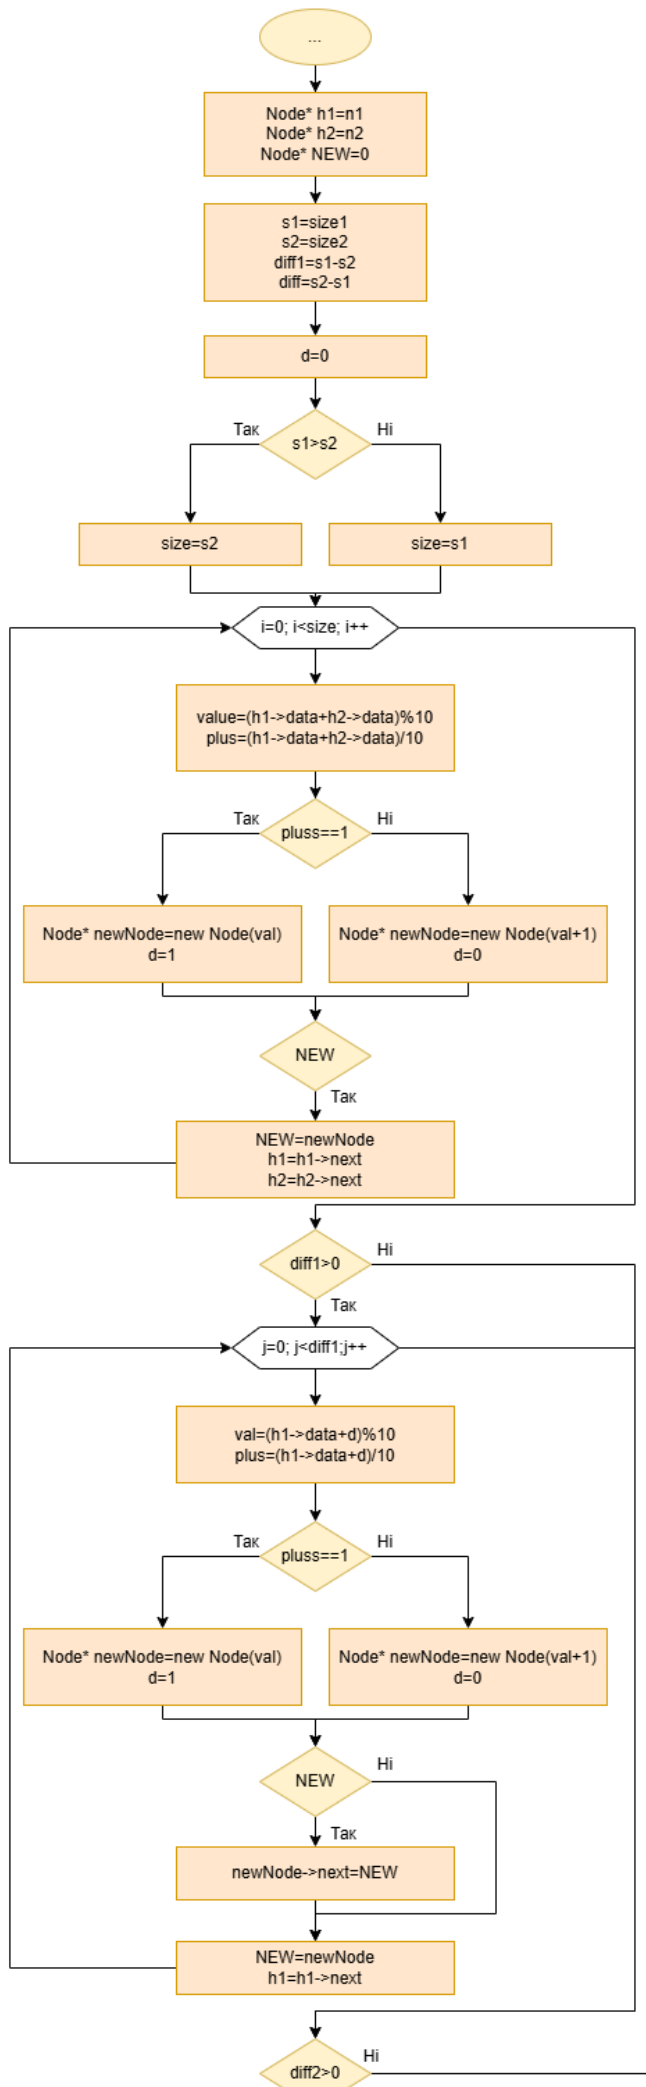 ...
Node* h1=n1
Node* h2=n2
Node* NEW=0
s1=size1
s2=size2
diff1=s1-s2
diff=s2-s1
d=0
Так
Ні
s1>s2
size=s2
size=s1
i=0; i<size; i++
value=(h1->data+h2->data)%10
plus=(h1->data+h2->data)/10
Так
Ні
pluss==1
Node* newNode=new Node(val)
d=1
Node* newNode=new Node(val+1)
d=0
NEW
Так
NEW=newNode
h1=h1->next
h2=h2->next
Ні
diff1>0
Так
j=0; j<diff1;j++
val=(h1->data+d)%10
plus=(h1->data+d)/10
Так
Ні
pluss==1
Node* newNode=new Node(val)
d=1
Node* newNode=new Node(val+1)
d=0
Ні
NEW
Так
newNode->next=NEW
NEW=newNode
h1=h1->next
Ні
diff2>0